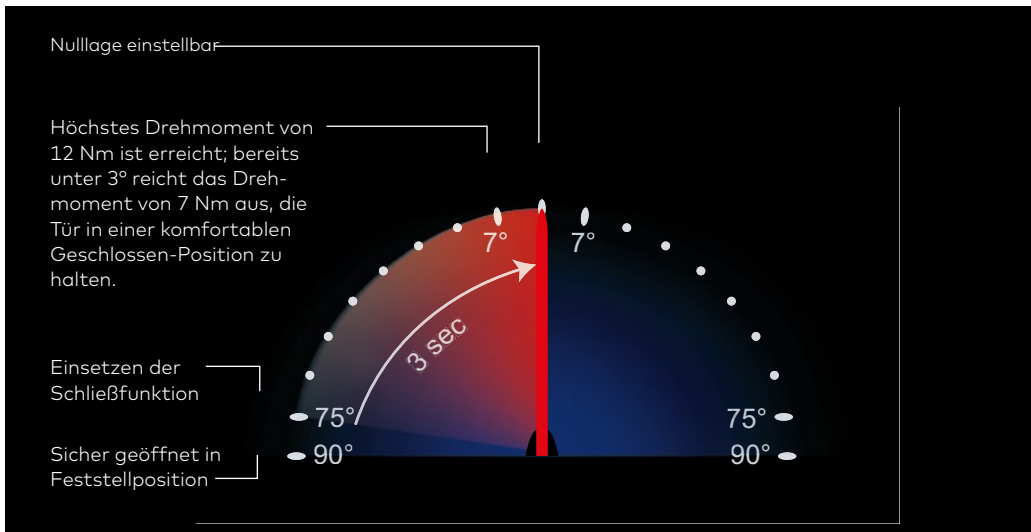 Nulllage einstellbar
Höchstes Drehmoment von
12 Nm ist erreicht; bereits
unter 3° reicht das Dreh-
moment von 7 Nm aus, die
Tür in einer komfortablen
Geschlossen-Position zu
halten.
7° 7°
3 sec
Einsetzen der
Schließfunktion
75° 75°
Sicher geöffnet in
Feststellposition
90° 90°